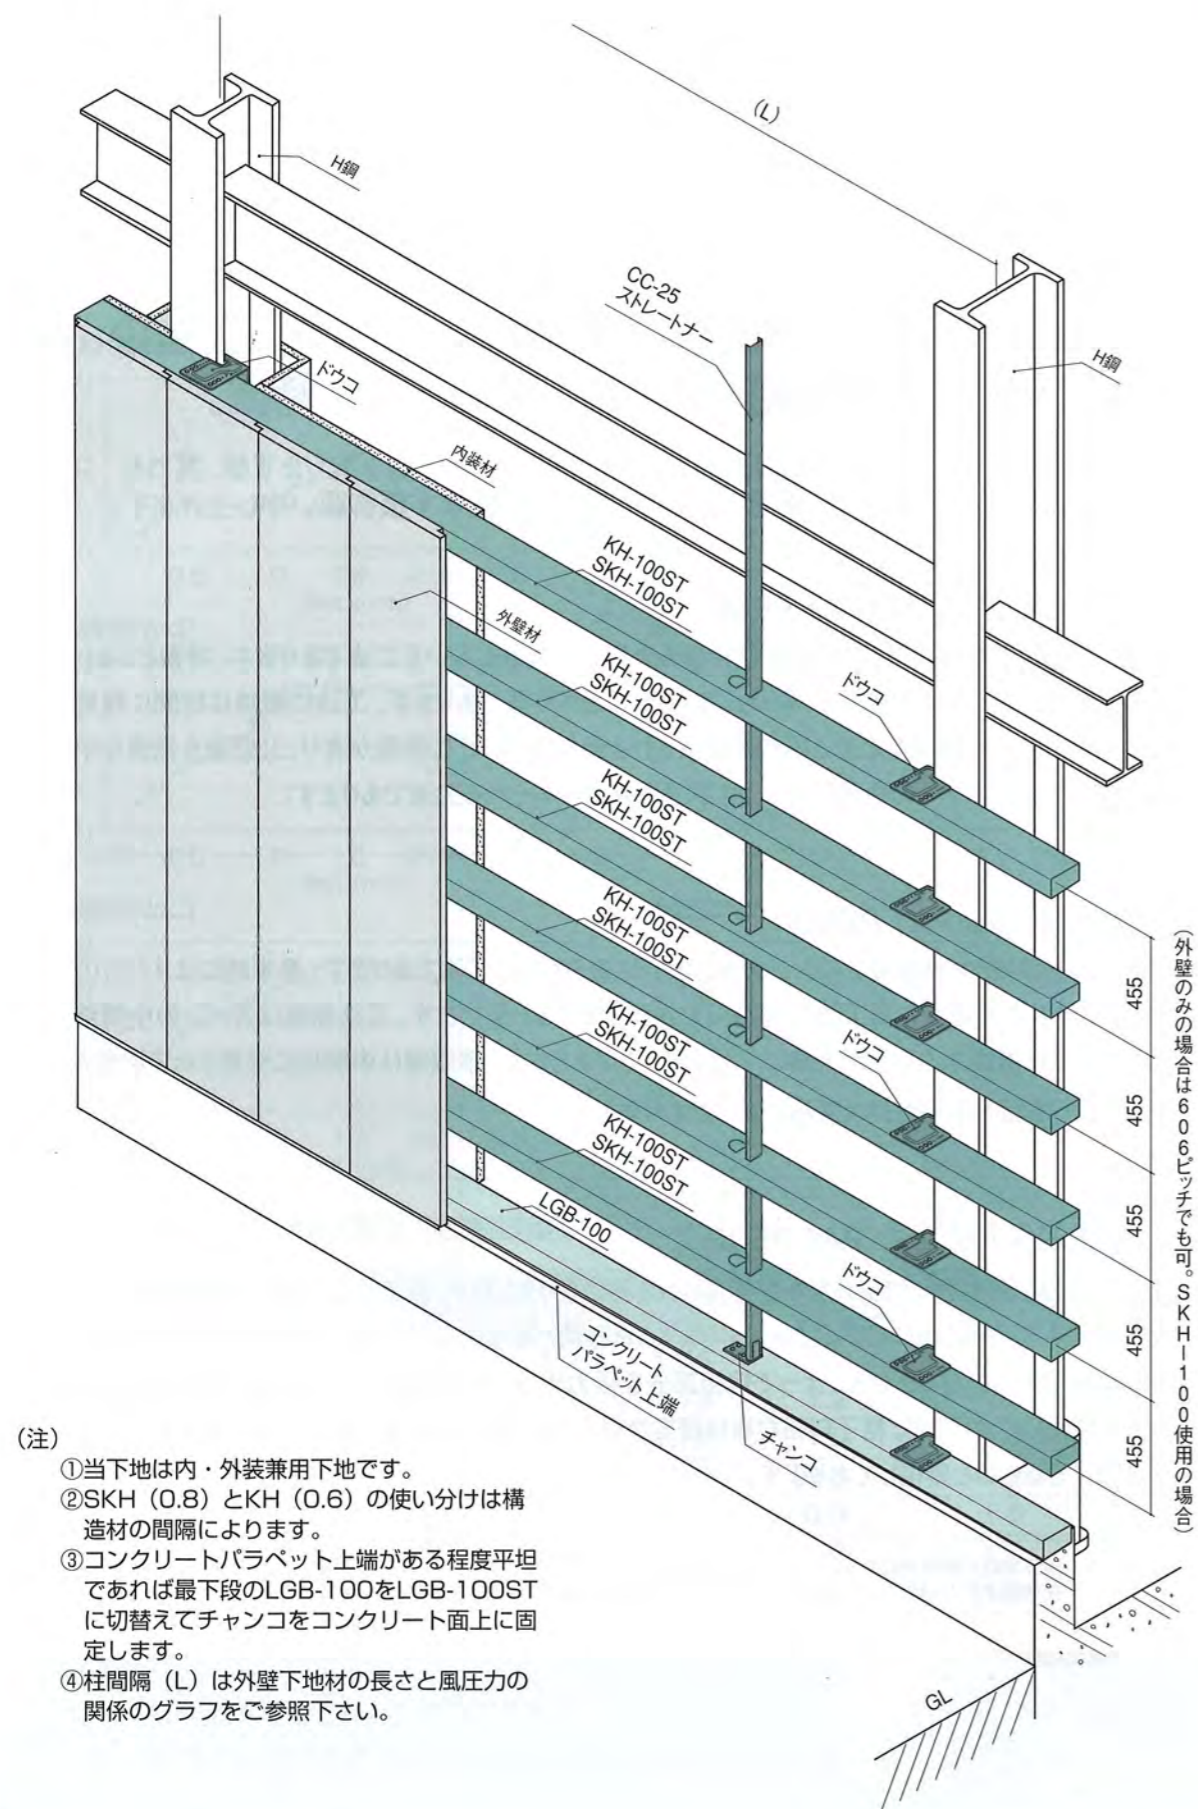 (L)
H鋼
CC-25
ストレートナー
H鋼
ドウコ
内装材
KH-100ST
SKH-100ST
外壁材
KH-100ST
SKH-100ST
ドウコ
KH-100ST
SKH-100ST
KH-100ST
SKH-100ST
KH-100ST
SKH-100ST
ドウコ
KH-100ST
SKH-100ST
LGB-100
ドウコ
コンクリート
パラペット上端
チャンコ
455
455
455
455
455
(外壁のみの場合は606ピッチでも可。SKH-100使用の場合)
GL
(注)
①当下地は内・外装兼用下地です。
②SKH(0.8)とKH(0.6)の使い分けは構
造材の間隔によります。
③コンクリートパラペット上端がある程度平坦
であれば最下段のLGB-100をLGB-100ST
に切替えてチャンコをコンクリート面上に固
定します。
④柱間隔(L)は外壁下地材の長さと風圧力の
関係のグラフをご参照下さい。